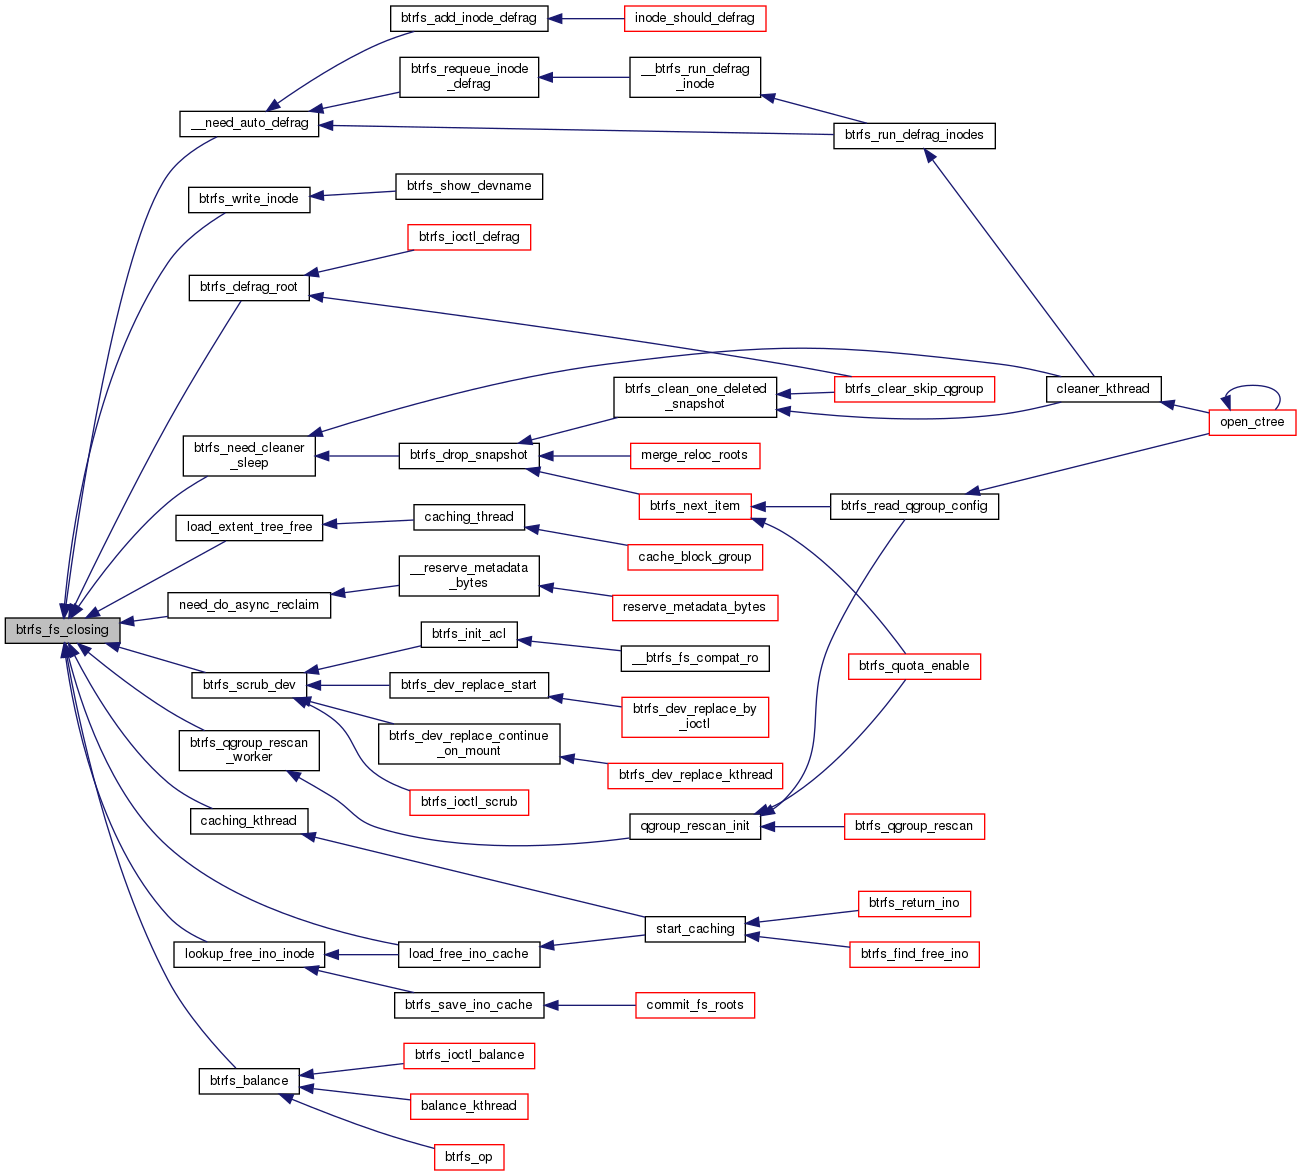 btrfs_add_inode_defrag
inode_should_defrag
btrfs_requeue_inode
_defrag
__btrfs_run_defrag
_inode
__need_auto_defrag
btrfs_run_defrag_inodes
btrfs_write_inode
btrfs_show_devname
btrfs_ioctl_defrag
btrfs_defrag_root
btrfs_clean_one_deleted
_snapshot
btrfs_clear_skip_qgroup
cleaner_kthread
open_ctree
btrfs_need_cleaner
_sleep
btrfs_drop_snapshot
merge_reloc_roots
btrfs_next_item
btrfs_read_qgroup_config
load_extent_tree_free
caching_thread
cache_block_group
__reserve_metadata
_bytes
need_do_async_reclaim
reserve_metadata_bytes
btrfs_fs_closing
btrfs_init_acl
__btrfs_fs_compat_ro
btrfs_quota_enable
btrfs_scrub_dev
btrfs_dev_replace_start
btrfs_dev_replace_by
_ioctl
btrfs_qgroup_rescan
_worker
btrfs_dev_replace_continue
_on_mount
btrfs_dev_replace_kthread
btrfs_ioctl_scrub
caching_kthread
qgroup_rescan_init
btrfs_qgroup_rescan
btrfs_return_ino
start_caching
lookup_free_ino_inode
load_free_ino_cache
btrfs_find_free_ino
btrfs_save_ino_cache
commit_fs_roots
btrfs_ioctl_balance
btrfs_balance
balance_kthread
btrfs_op